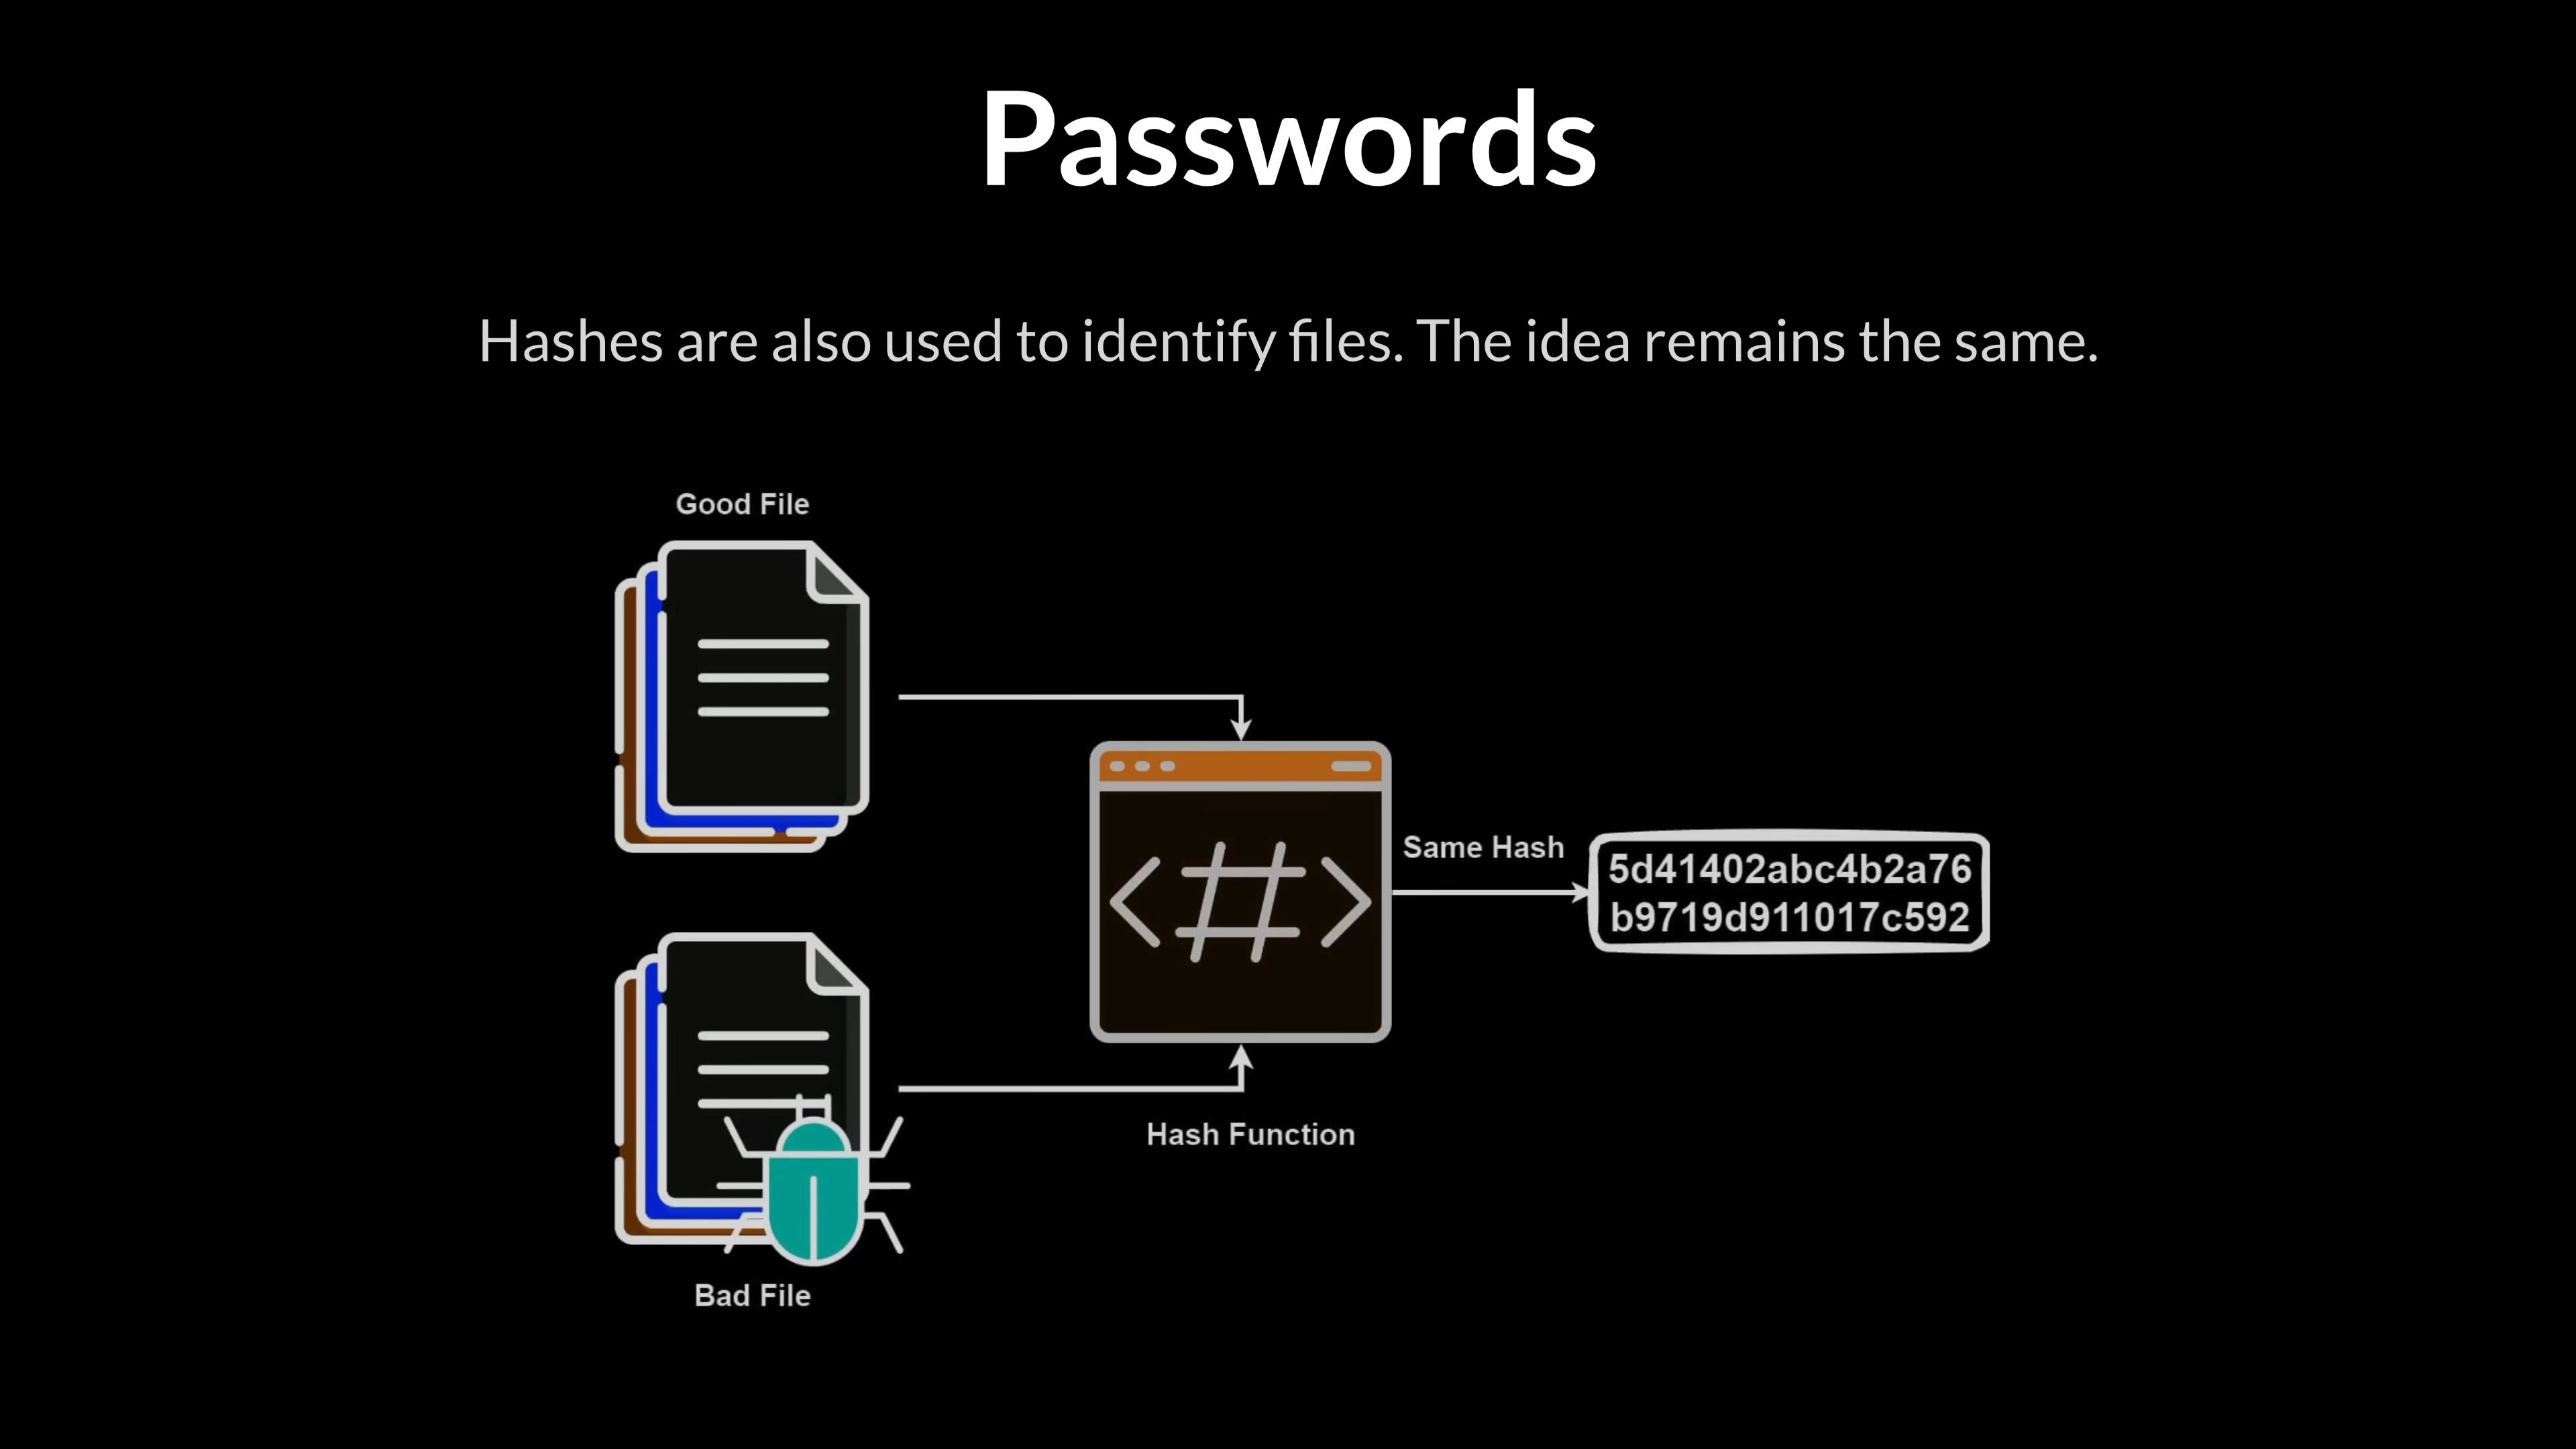 Passwords
Hashes are also used to identify files. The idea remains the same.
Good File
<#>
Same Hash
5d41402abc4b2a76
b9719d911017c592
Hash Function
Bad File